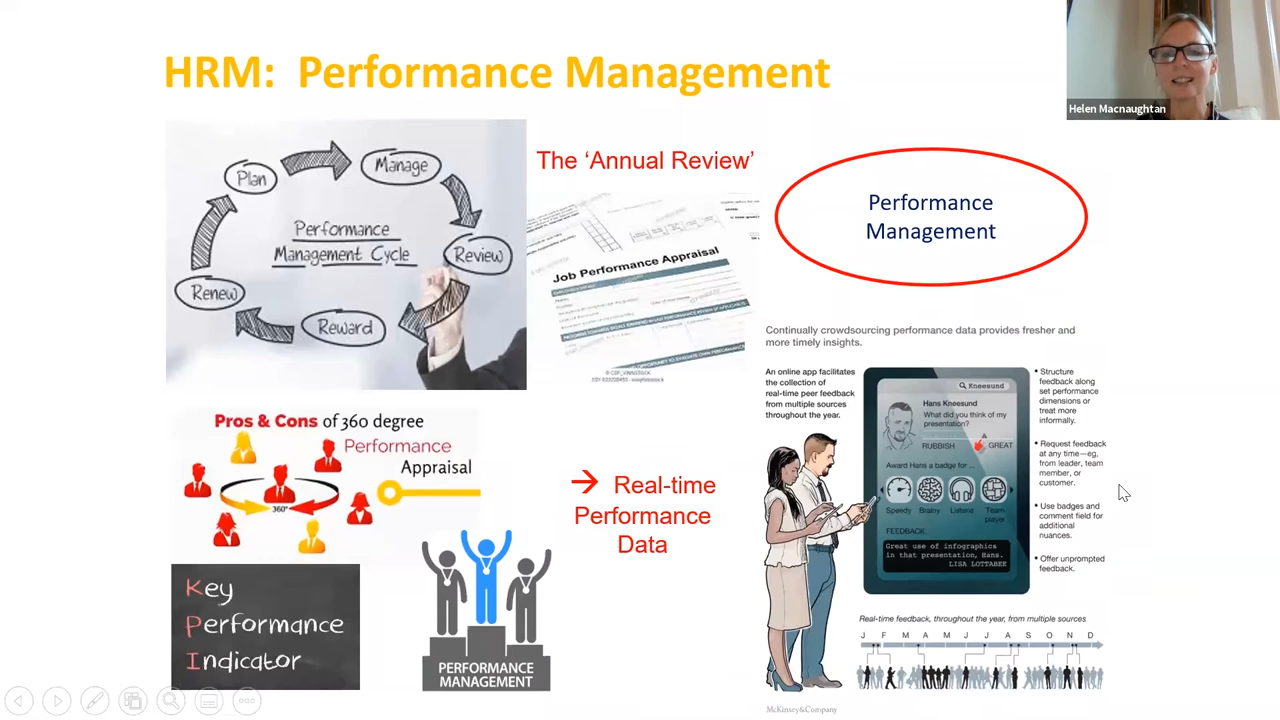 HRM: Performance Management
Helen Macnaughtan
Plan
Manage
Performance
Management Cycle
Review
Renew
Reward
The ‘Annual Review’
Job Performance Appraisal
Performance
Management
Pros & Cons of 360 degree
Performance
Appraisal
360°
Key
Performance
Indicator
PERFORMANCE
MANAGEMENT
→ Real-time
Performance
Data
Continually crowdsourcing performance data provides fresher and
more timely insights.
An online app facilitates
the collection of
real-time peer feedback
from multiple sources
throughout the year.
Kneesund
Hans Kneesund
What did you think of my
presentation?
RUBBISH
GREAT
Award Hans a badge for ...
Speedy
Brainy
Listens
Team
player
FEEDBACK
Great use of infographics
in that presentation, Hans.
LISA LOTTABEE
• Structure
feedback along
set performance
dimensions or
treat more
informally.
• Request feedback
at any time—eg,
from leader, team
member, or
customer.
• Use badges and
comment field for
additional
nuances.
• Offer unprompted
feedback.
Real-time feedback, throughout the year, from multiple sources
J F M A M J J A S O N D
McKinsey&Company